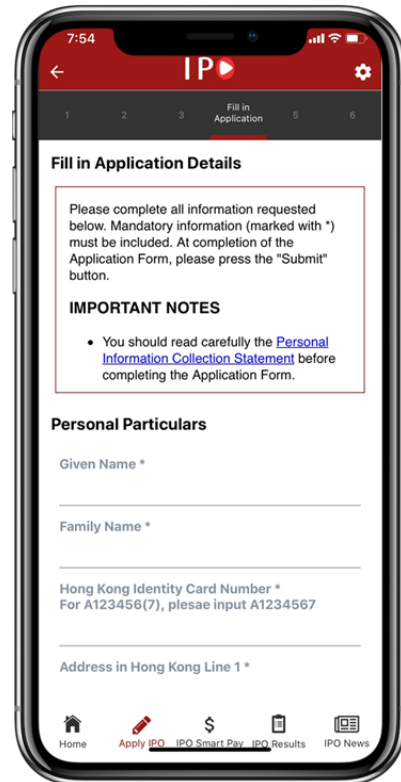 7:54
IPO
1 2 3 Fill in Application 5 6
Fill in Application Details
Please complete all information requested
below. Mandatory information (marked with *)
must be included. At completion of the
Application Form, please press the "Submit"
button.
IMPORTANT NOTES
• You should read carefully the Personal
Information Collection Statement before
completing the Application Form.
Personal Particulars
Given Name *
Family Name *
Hong Kong Identity Card Number *
For A123456(7), plesae input A1234567
Address in Hong Kong Line 1 *
Home Apply IPO IPO Smart Pay IPO Results IPO News